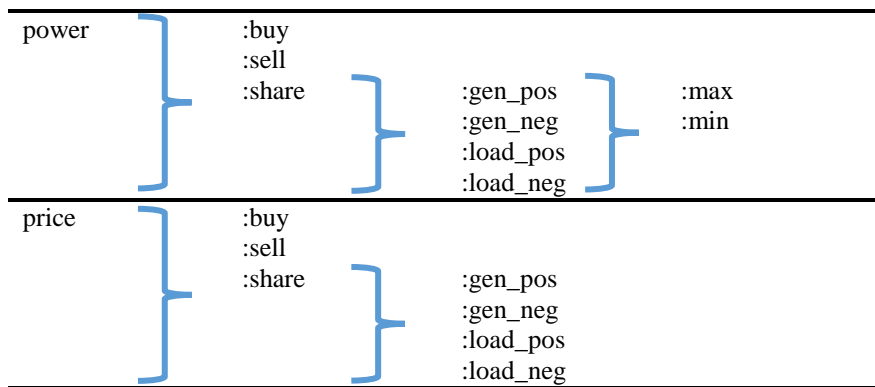 power :buy
:sell
:share :gen_pos :max
:gen_neg :min
:load_pos
:load_neg
price :buy
:sell
:share :gen_pos
:gen_neg
:load_pos
:load_neg